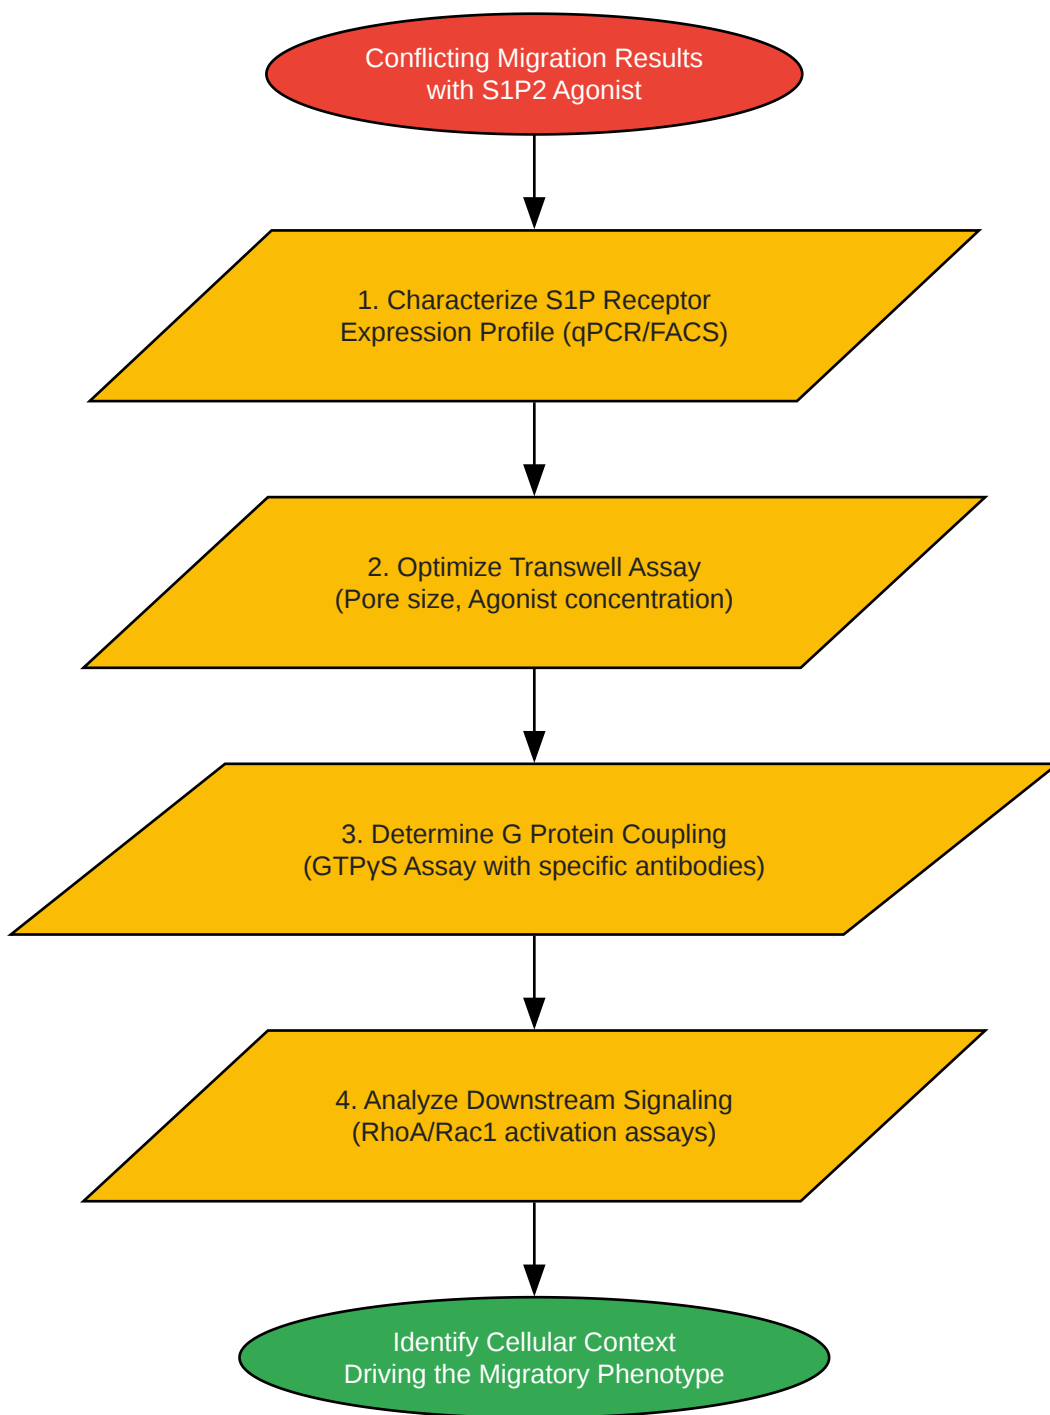 Conflicting Migration Results
with S1P2 Agonist
1. Characterize S1P Receptor
Expression Profile (qPCR/FACS)
2. Optimize Transwell Assay
(Pore size, Agonist concentration)
3. Determine G Protein Coupling
(GTPγS Assay with specific antibodies)
4. Analyze Downstream Signaling
(RhoA/Rac1 activation assays)
Identify Cellular Context
Driving the Migratory Phenotype